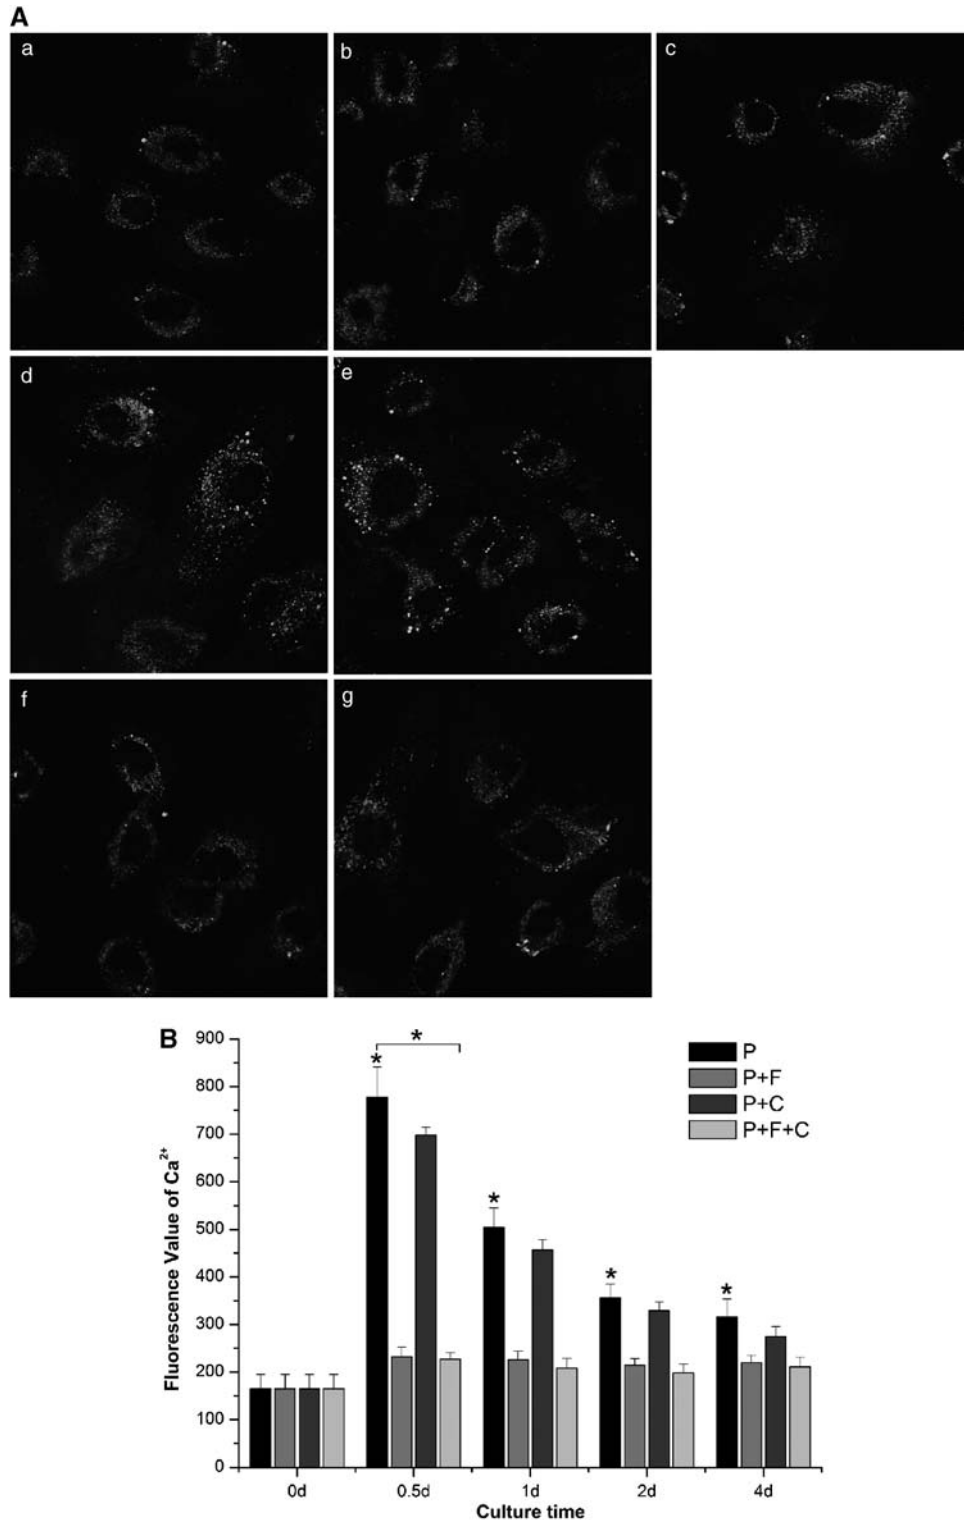 A
a
b
c
d
e
f
g
B
900
800
700
600
500
400
300
200
100
0
Fluorescence Value of Ca²⁺
*
*
*
*
*
P
P+F
P+C
P+F+C
0d
0.5d
1d
2d
4d
Culture time